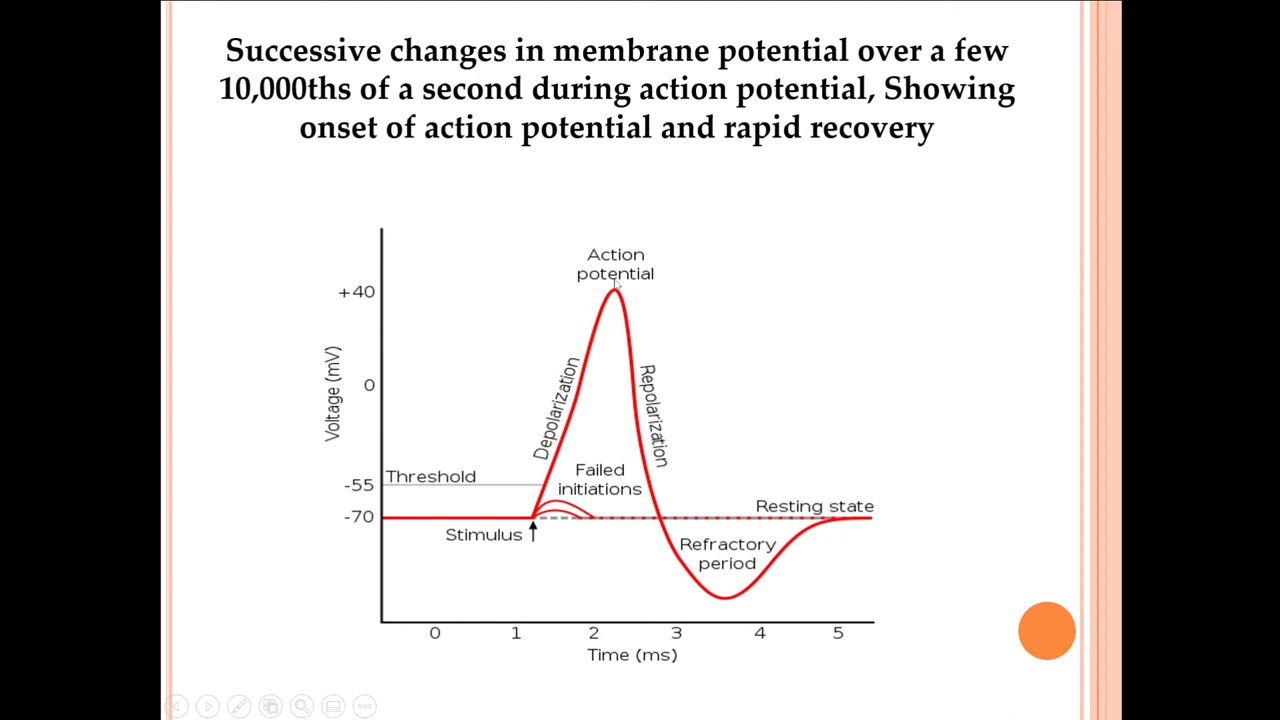 Successive changes in membrane potential over a few
10,000ths of a second during action potential, Showing
onset of action potential and rapid recovery
Action
potential
+40
Voltage (mV)
0
Depolarization
Repolarization
Threshold
-55
Failed
initiations
-70
Resting state
Stimulus
Refractory
period
0 1 2 3 4 5
Time (ms)